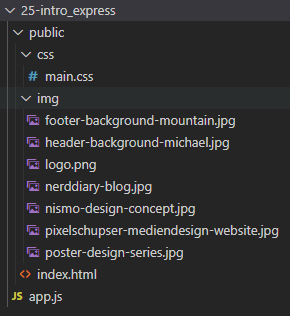 25-intro_express
public
css
# main.css
img
footer-background-mountain.jpg
header-background-michael.jpg
logo.png
nerddiary-blog.jpg
nismo-design-concept.jpg
pixelschupser-mediendesign-website.jpg
poster-design-series.jpg
<> index.html
JS app.js